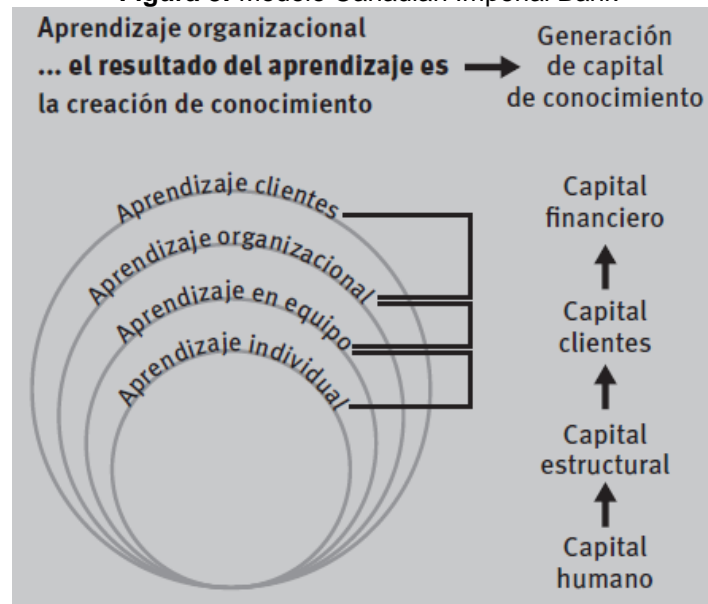 Aprendizaje organizacional
... el resultado del aprendizaje es
la creación de conocimiento
Generación
de capital
de conocimiento
Aprendizaje clientes
Aprendizaje organizacional
Aprendizaje en equipo
Aprendizaje individual
Capital
financiero
Capital
clientes
Capital
estructural
Capital
humano